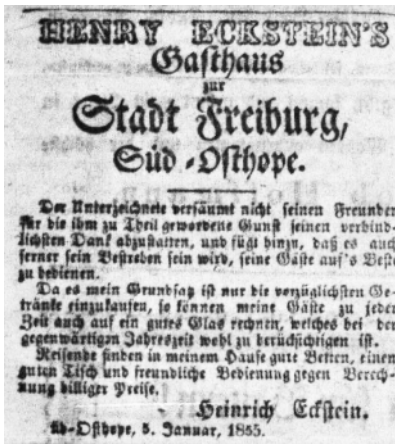 HENRY ECKSTEIN'S
Gasthaus
zur
Stadt Freiburg,
Süd-Osthope.
Der Unterzeichnete versäumt nicht seinen Freunden
für die ihm zu Theil gewordene Gunst seinen verbind-
lichsten Dank abzustatten, und fügt hinzu, daß es auch
ferner sein Bestreben sein wird, seine Gäste auf's Beste
zu bedienen.
Da es mein Grundsatz ist nur die vorzüglichsten Ge-
tränke einzukaufen, so können meine Gäste zu jeder
Zeit auch auf ein gutes Glas rechnen, welches bei der
gegenwärtigen Jahreszeit wohl zu berücksichtigen ist.
Reisende finden in meinem Hause gute Betten, einen
guten Tisch und freundliche Bedienung gegen Berech-
nung billiger Preise.
Heinrich Eckstein.
Osthope, 5. Januar, 1855.